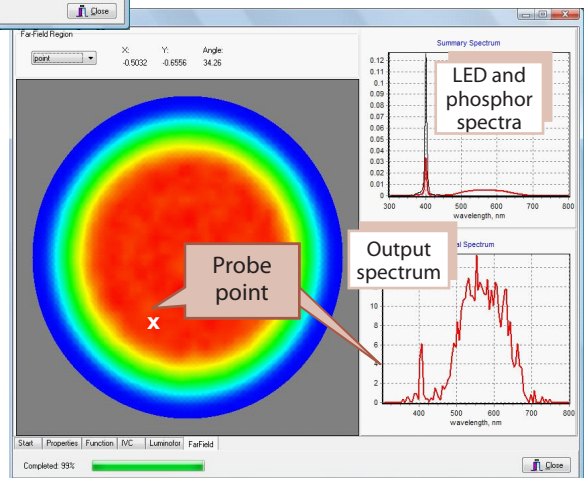 Close
Far-Field Region
point
X: Y: Angle:
-0.5032 -0.6556 34.26
Summary Spectrum
0.12
0.11
0.1
0.09
0.08
0.07
0.06
0.05
0.04
0.03
0.02
0.01
0
300 400 500 600 700 800
wavelength, nm
LED and
phosphor
spectra
Probe
point
x
Output
spectrum
al Spectrum
10
8
6
4
2
0
400 500 600 700 800
wavelength, nm
Start Properties Function IVC Luminofor FarField
Completed: 99%
Close